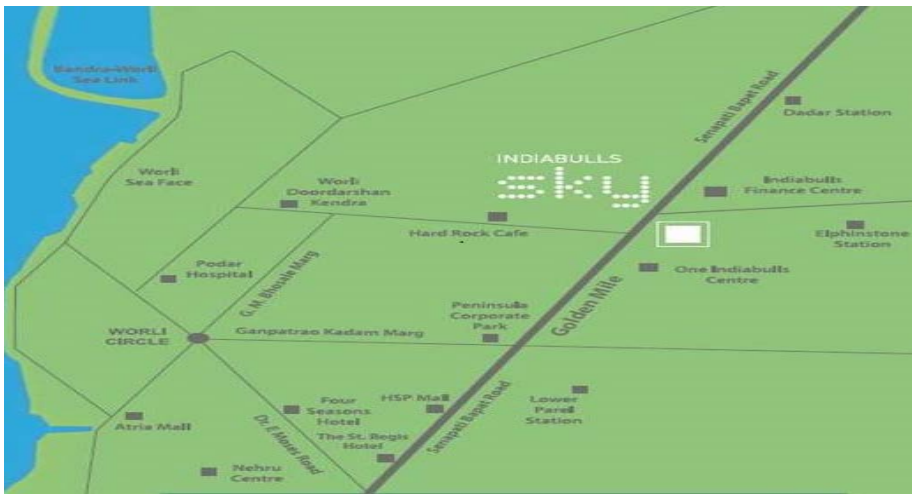 Bandra-Worli
Sea Link
Senapati Bapat Road
Dadar Station
INDIABULLS
sky
Worli
Sea Face
Worli
Doordarshan
Kendra
Indiabulls
Finance Centre
Hard Rock Cafe
Elphinstone
Station
Podar
Hospital
G.M. Bhosale Marg
One Indiabulls
Centre
Golden Mile
Peninsula
Corporate
Park
WORLI
CIRCLE
Ganpatrao Kadam Marg
Four
Seasons
Hotel
HSP Mall
Lower
Parel
Station
Senapati Bapat Road
Atria Mall
Dr. E Moses Road
The St. Regis
Hotel
Nehru
Centre